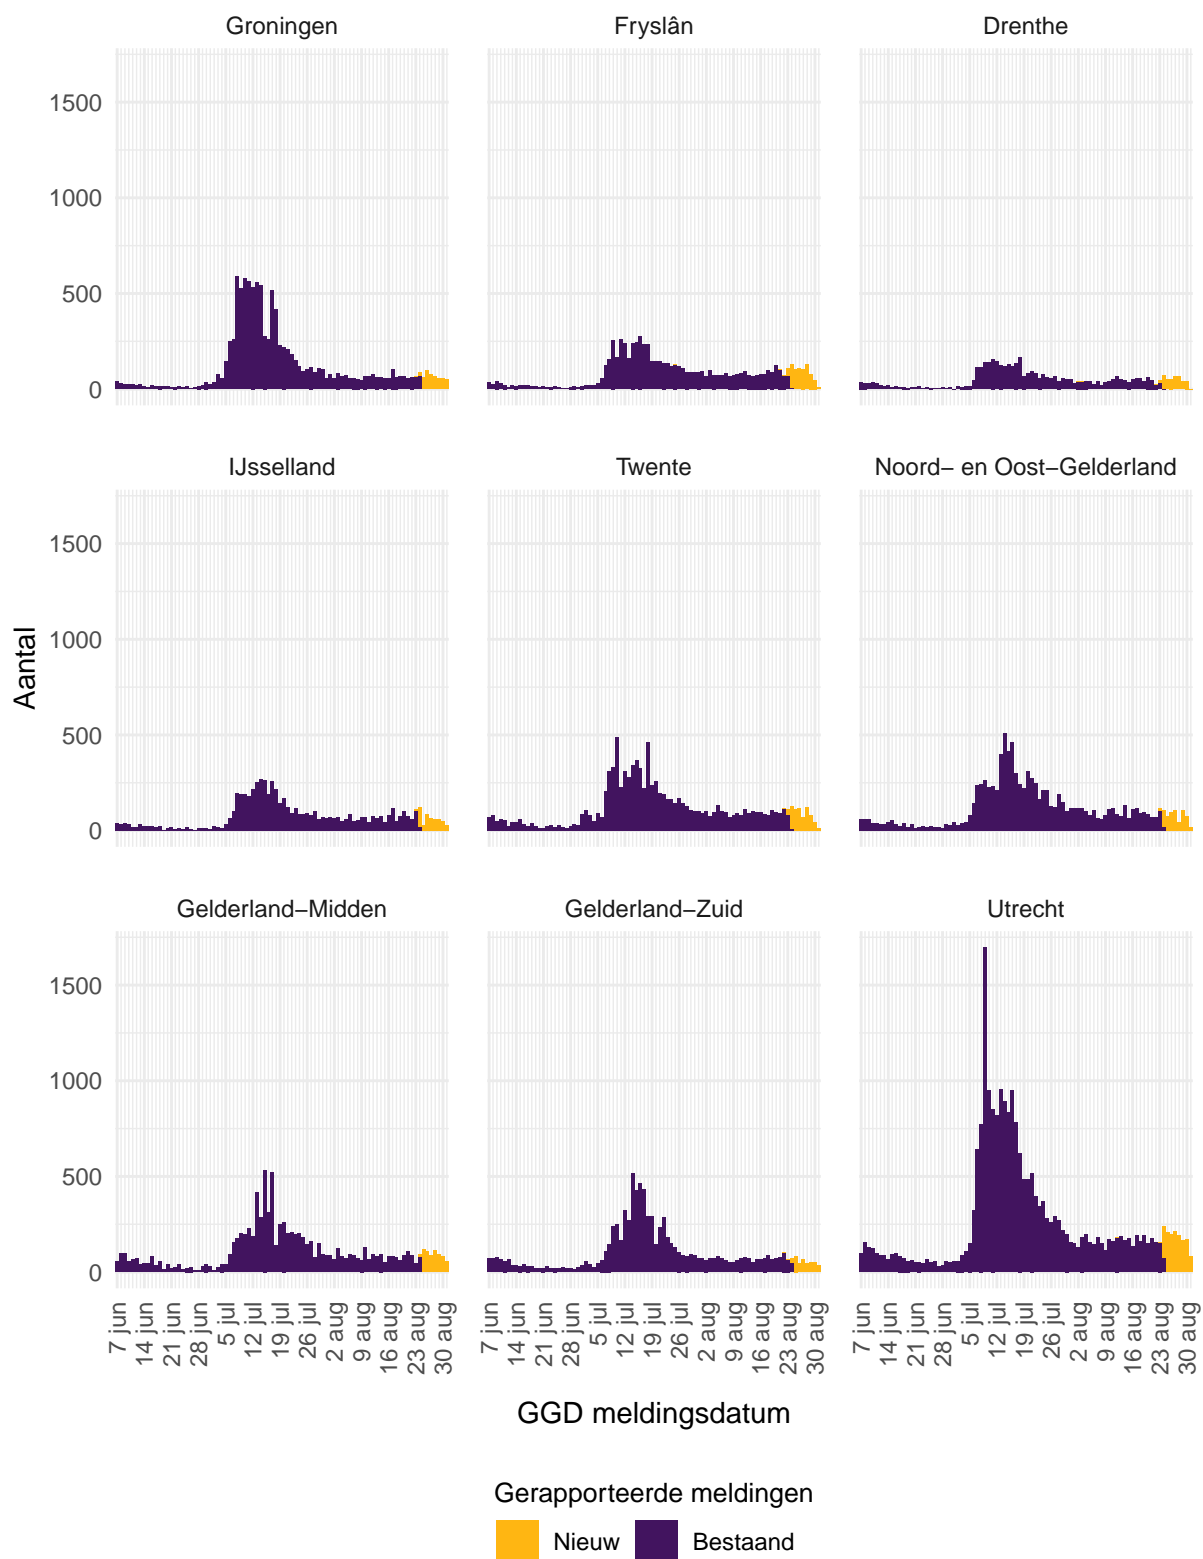 Groningen Fryslân Drenthe
1500
1000
500
0
IJsselland Twente Noord− en Oost−Gelderland
1500
1000
500
0
Aantal
Gelderland−Midden Gelderland−Zuid Utrecht
1500
1000
500
0
7 jun 14 jun 21 jun 28 jun 5 jul 12 jul 19 jul 26 jul 2 aug 9 aug 16 aug 23 aug 30 aug
7 jun 14 jun 21 jun 28 jun 5 jul 12 jul 19 jul 26 jul 2 aug 9 aug 16 aug 23 aug 30 aug
7 jun 14 jun 21 jun 28 jun 5 jul 12 jul 19 jul 26 jul 2 aug 9 aug 16 aug 23 aug 30 aug
GGD meldingsdatum
Gerapporteerde meldingen
Nieuw Bestaand